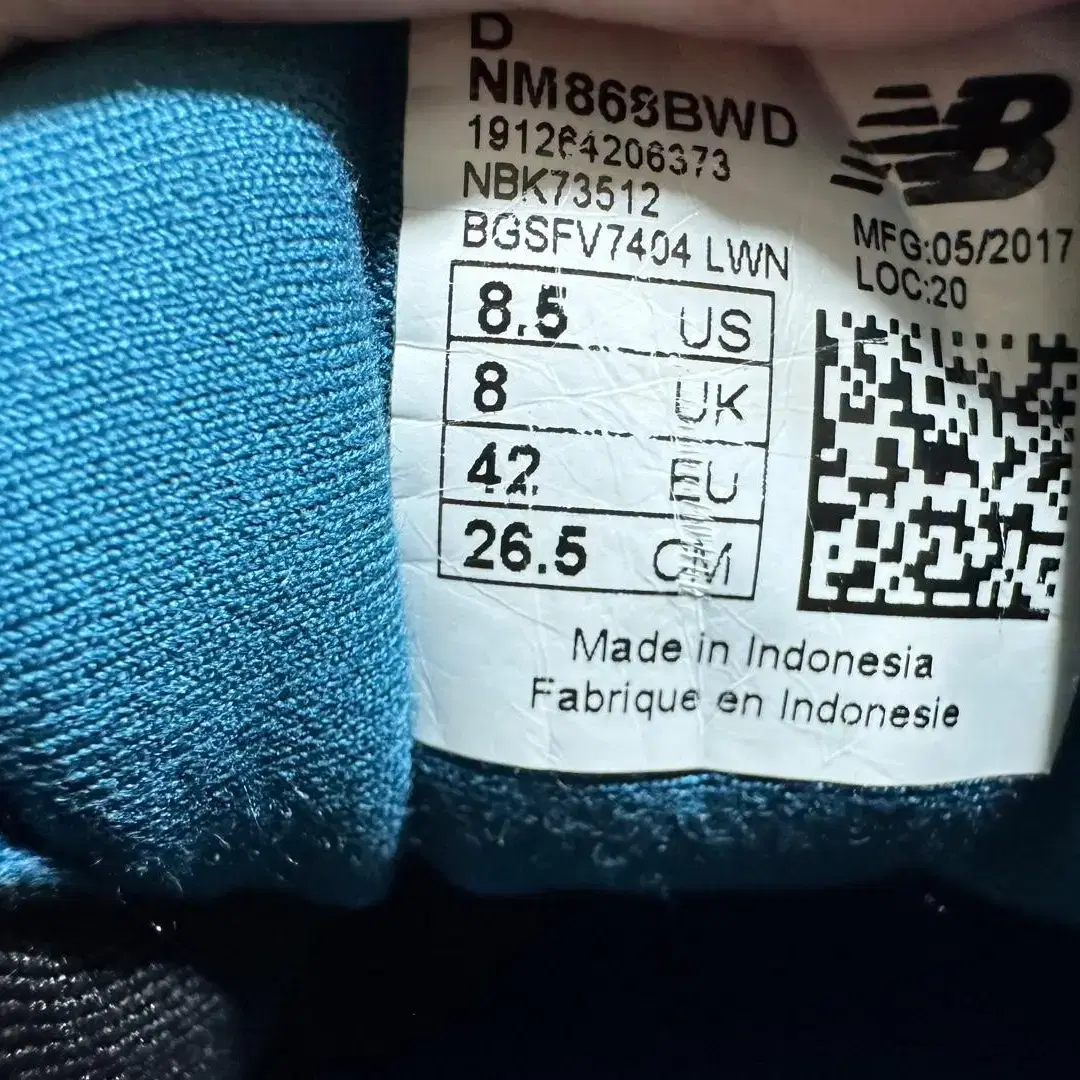 D
NM868BWD
191264206373
NBK73512
BGSFV7404 LWN
NB
MFG:05/2017
LOC:20
8.5 US
8 UK
42 EU
26.5 CM
Made in Indonesia
Fabrique en Indonesie